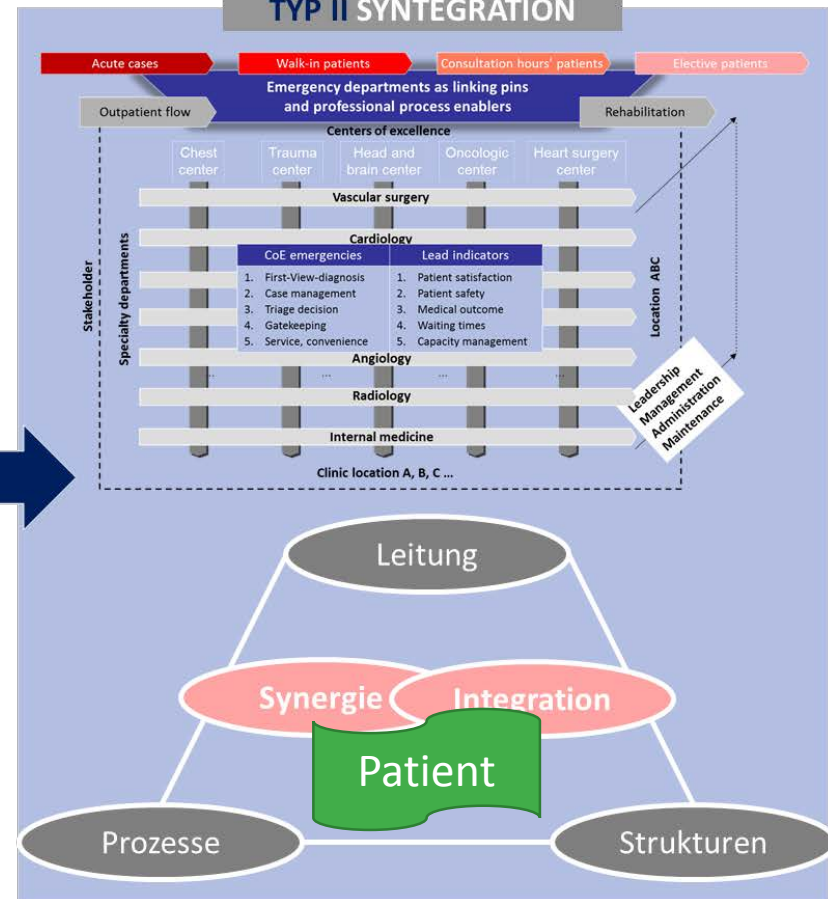 TYP II SYNTEGRATION
Acute cases
Walk-in patients
Consultation hours' patients
Elective patients
Emergency departments as linking pins
and professional process enablers
Outpatient flow
Rehabilitation
Centers of excellence
Chest
center
Trauma
center
Head and
brain center
Oncologic
center
Heart surgery
center
Stakeholder
Specialty departments
Location ABC
Vascular surgery
Cardiology
CoE emergencies
1. First-View-diagnosis
2. Case management
3. Triage decision
4. Gatekeeping
5. Service, convenience
Lead indicators
1. Patient satisfaction
2. Patient safety
3. Medical outcome
4. Waiting times
5. Capacity management
Angiology
... ... ... ...
Radiology
Internal medicine
Leadership
Management
Administration
Maintenance
Clinic location A, B, C ...
Leitung
Synergie
Integration
Patient
Prozesse
Strukturen